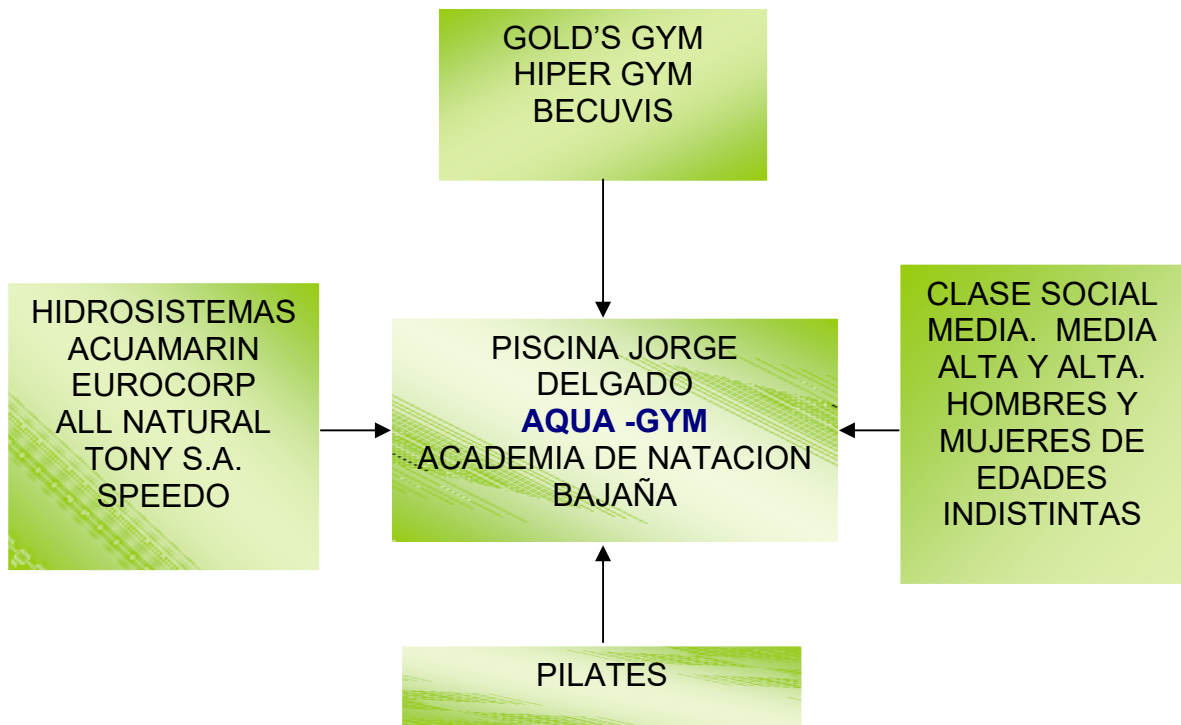 GOLD'S GYM
HIPER GYM
BECUVIS
HIDROSISTEMAS
ACUAMARIN
EUROCORP
ALL NATURAL
TONY S.A.
SPEEDO
PISCINA JORGE
DELGADO
AQUA -GYM
ACADEMIA DE NATACION
BAJAÑA
CLASE SOCIAL
MEDIA.  MEDIA
ALTA Y ALTA.
HOMBRES Y
MUJERES DE
EDADES
INDISTINTAS
PILATES